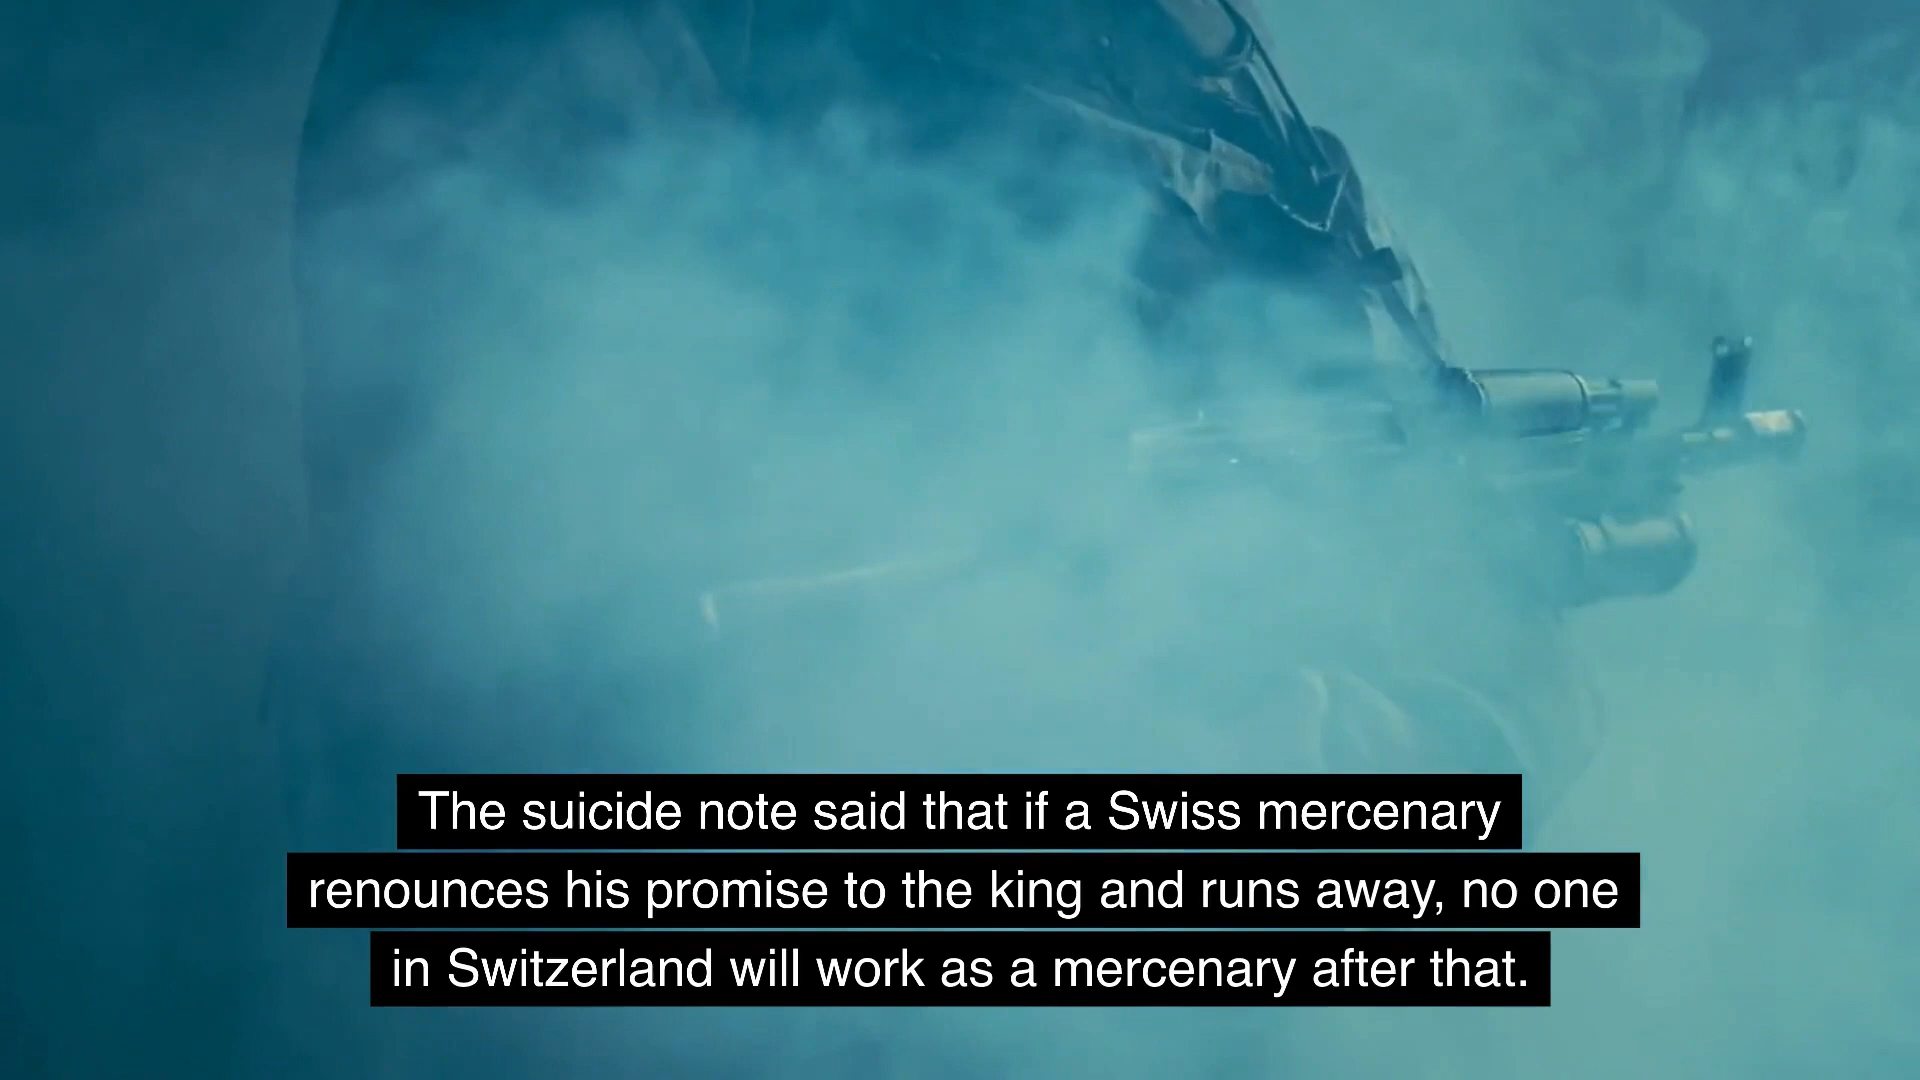 The suicide note said that if a Swiss mercenary
renounces his promise to the king and runs away, no one
in Switzerland will work as a mercenary after that.